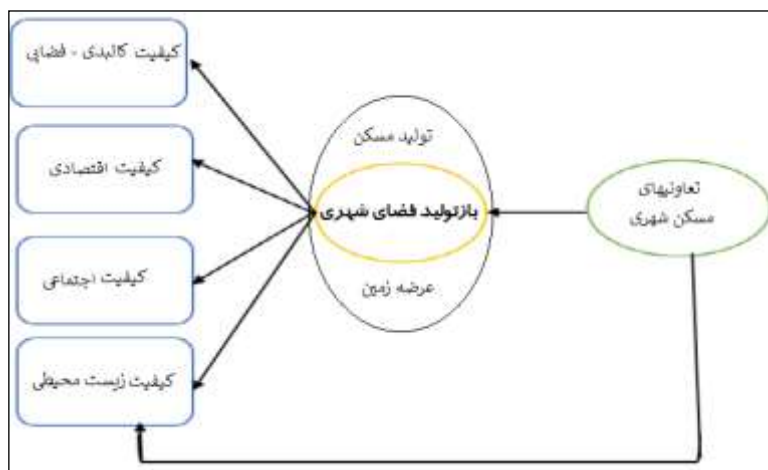 تعاونیهای
مسکن شهری
تولید مسکن
بازتولید فضای شهری
عرضه زمین
کیفیت کالبدی - فضایی
کیفیت اقتصادی
کیفیت اجتماعی
کیفیت زیست محیطی